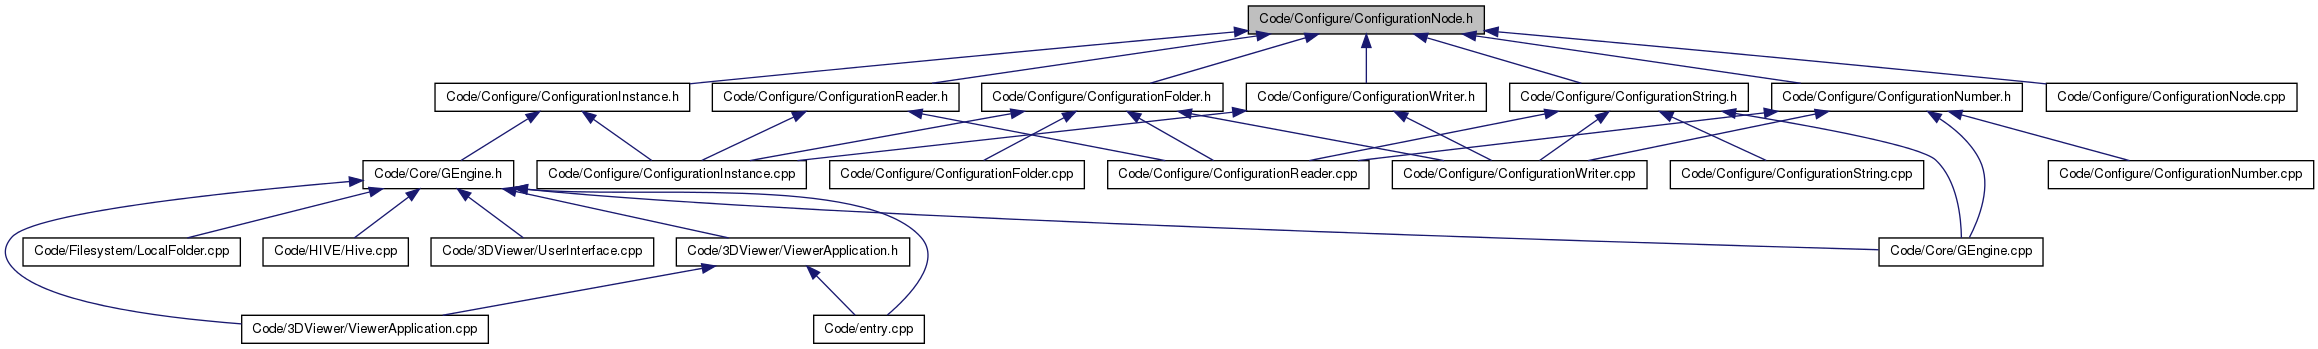 Code/Configure/ConfigurationNode.h
Code/Configure/ConfigurationInstance.h
Code/Configure/ConfigurationReader.h
Code/Configure/ConfigurationFolder.h
Code/Configure/ConfigurationWriter.h
Code/Configure/ConfigurationString.h
Code/Configure/ConfigurationNumber.h
Code/Configure/ConfigurationNode.cpp
Code/Core/GEngine.h
Code/Configure/ConfigurationInstance.cpp
Code/Configure/ConfigurationFolder.cpp
Code/Configure/ConfigurationReader.cpp
Code/Configure/ConfigurationWriter.cpp
Code/Configure/ConfigurationString.cpp
Code/Configure/ConfigurationNumber.cpp
Code/Filesystem/LocalFolder.cpp
Code/HIVE/Hive.cpp
Code/3DViewer/UserInterface.cpp
Code/3DViewer/ViewerApplication.h
Code/Core/GEngine.cpp
Code/3DViewer/ViewerApplication.cpp
Code/entry.cpp